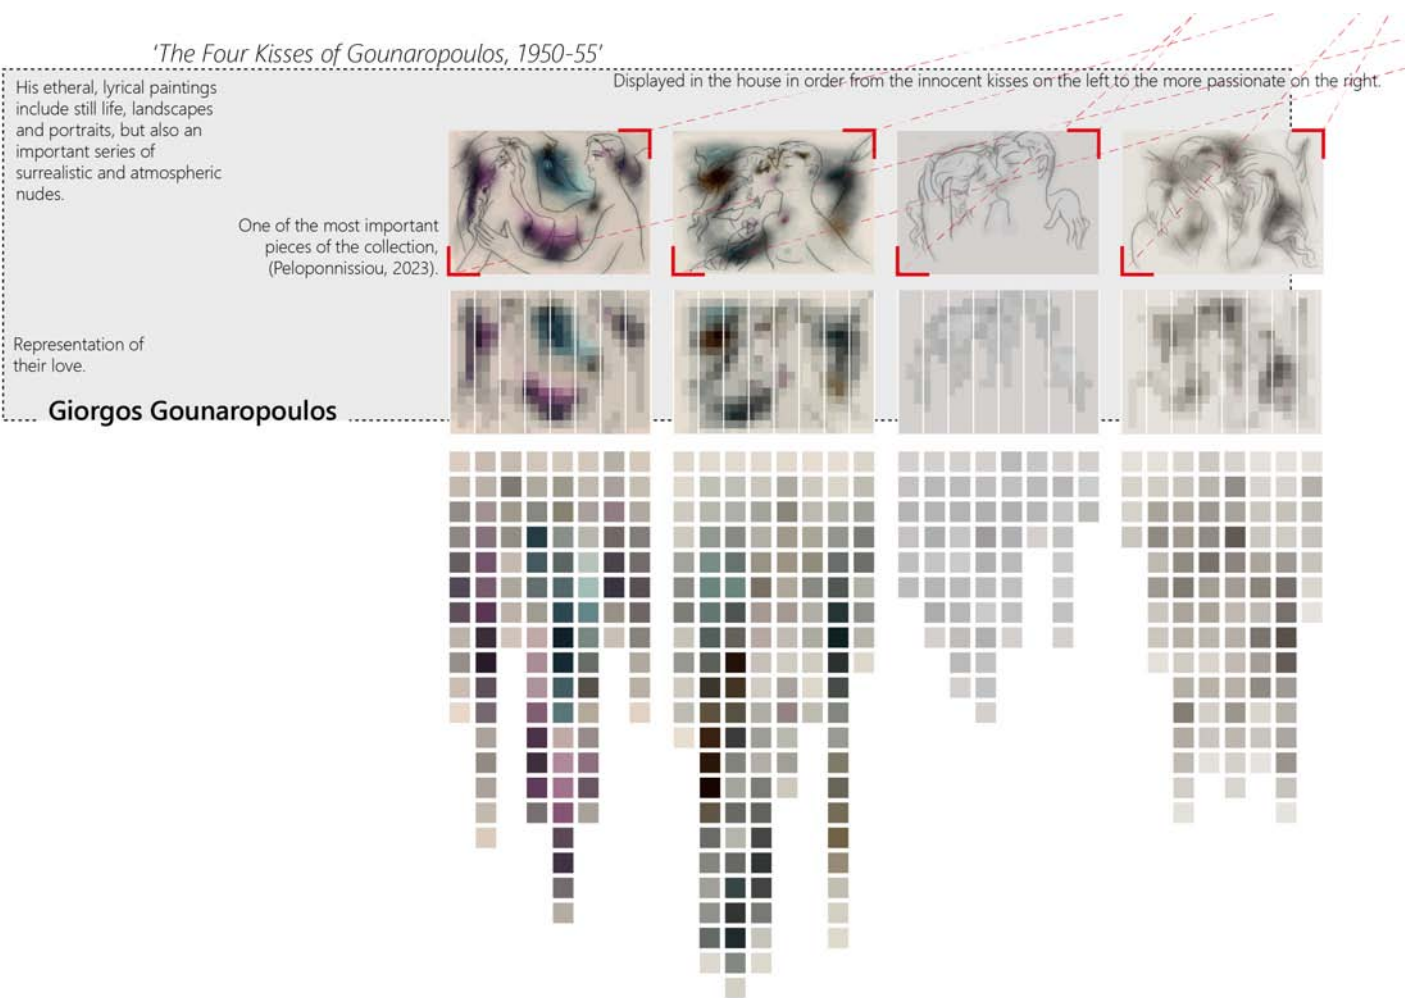 'The Four Kisses of Gounaropoulos, 1950-55'
Displayed in the house in order from the innocent kisses on the left to the more passionate on the right.
His etheral, lyrical paintings
include still life, landscapes
and portraits, but also an
important series of
surrealistic and atmospheric
nudes.
One of the most important
pieces of the collection,
(Peloponnissiou, 2023).
Representation of
their love.
Giorgos Gounaropoulos